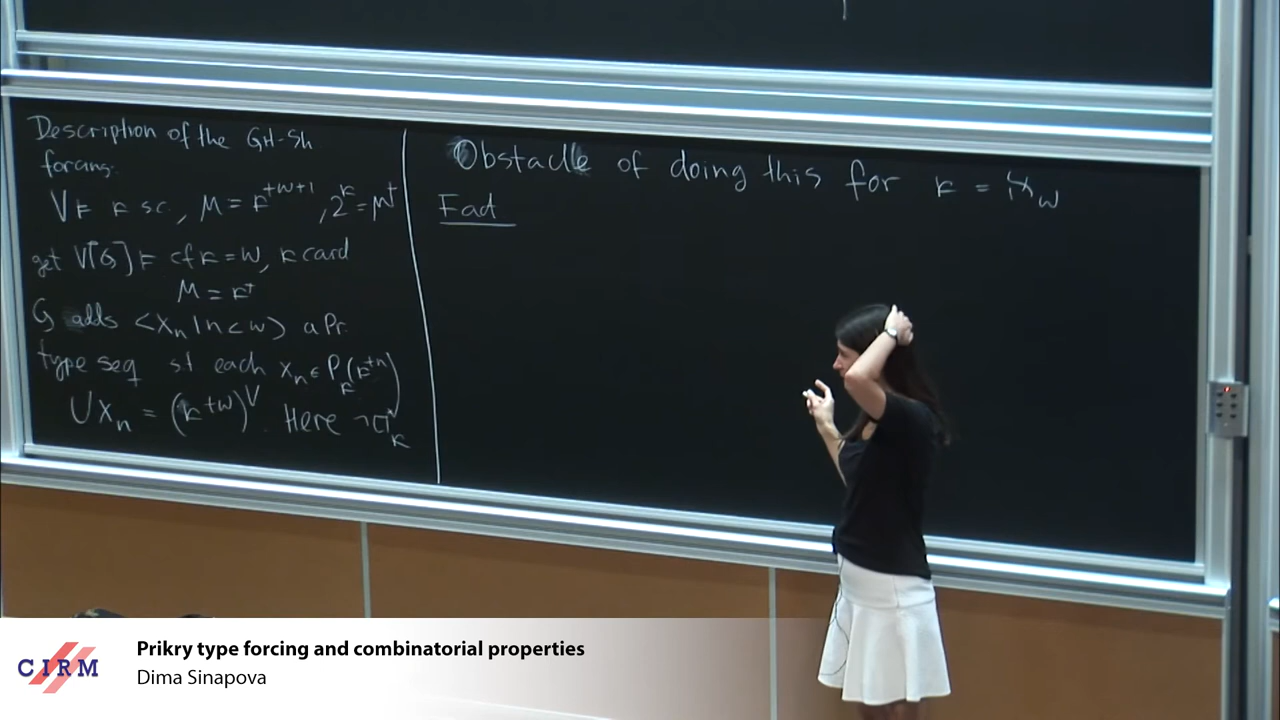 Description of the GH-Sh
forcing.
V ⊨ κ sc, μ = κ^{+ω+1}, 2^κ = μ^+
get V[G] ⊨ cf κ = ω, κ card
μ = κ^+
G adds <x_n | n < ω> a Pr.
type seq st each x_n ∈ P_κ(κ^{+n})
∪x_n = (κ^{+ω})^V. Here ¬□*_κ
Obstacle of doing this for κ = ℵ_ω
Fact
CIRM
Prikry type forcing and combinatorial properties
Dima Sinapova